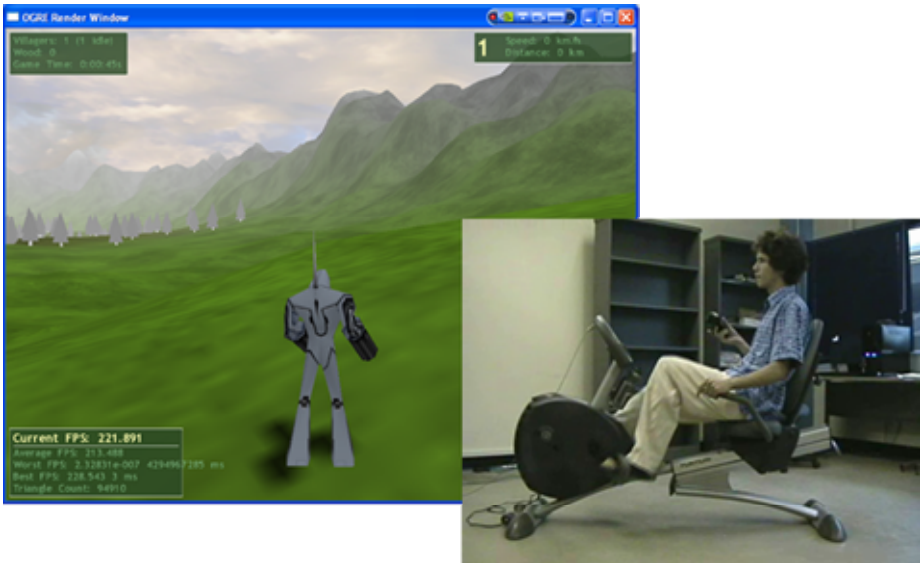 OGRE Render Window
Villagers: 1 (1 Idle)
Wood: 0
Game Time: 0:00:45s
1
Speed: 0 km/h
Distance: 0 km
Current FPS: 221.891
Average FPS: 213.488
Worst FPS: 2.32831e-007 4294967285 ms
Best FPS: 228.543 3 ms
Triangle Count: 94910